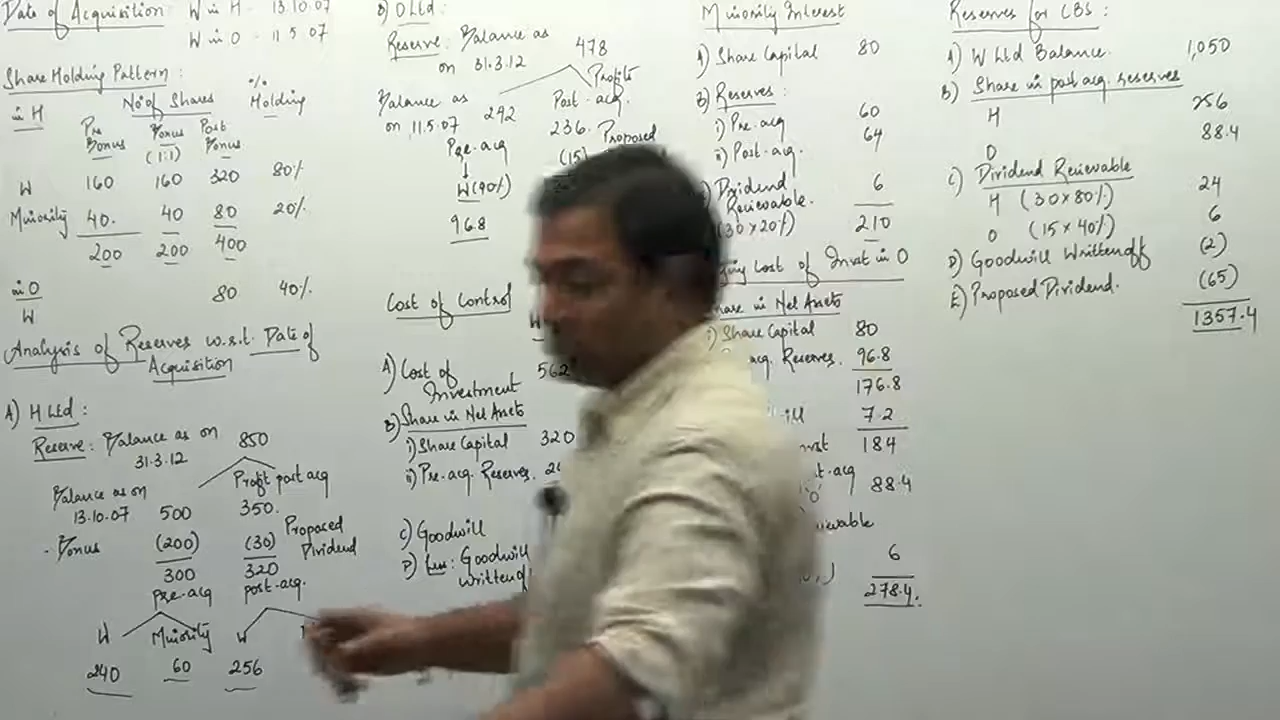 Date of Acquisition: W in H - 13.10.07
W in O - 11.5.07
Share Holding Pattern:
in H
No of Shares
% Holding
Pre Bonus
Bonus (1:1)
Post Bonus
W 160 160 320 80%
Minority 40. 40 80 20%
200 200 400
in O
W 80 40%
Analysis of Reserves w.s.t. Date of
Acquisition
A) H Ltd:
Reserve: Balance as on 850
31.3.12
Balance as on
13.10.07 500
Profit post acq
350.
- Bonus (200) (30) Proposed Dividend
300 320
pre-acq post-acq.
W Minority W
240 60 256
B) O Ltd:
Reserve: Balance as 478
on 31.3.12
Balance as 292
on 11.5.07
Profits
Post-acq.
236. Proposed
Pre-acq (15)
W (40%)
96.8
Cost of Control
A) Cost of 562
Investment
B) Share in Net Assets
i) Share Capital 320
ii) Pre-acq. Reserves.
C) Goodwill
D) Less: Goodwill
written off
Minority Interest
A) Share Capital 80
B) Reserves:
i) Pre-acq 60
ii) Post-acq. 64
Dividend 6
Receivable.
(30x20%) 210
Cost of Invst in O
Share in Net Assets
i) Share Capital 80
acq. Reserves. 96.8
176.8
7.2
184
88.4
6
278.4.
Reserves for CBS:
A) W Ltd Balance. 1,050
B) Share in post acq. reserves
H 256
O 88.4
C) Dividend Receivable
H (30x80%) 24
O (15x40%) 6
D) Goodwill Written off (2)
E) Proposed Dividend. (65)
1357.4